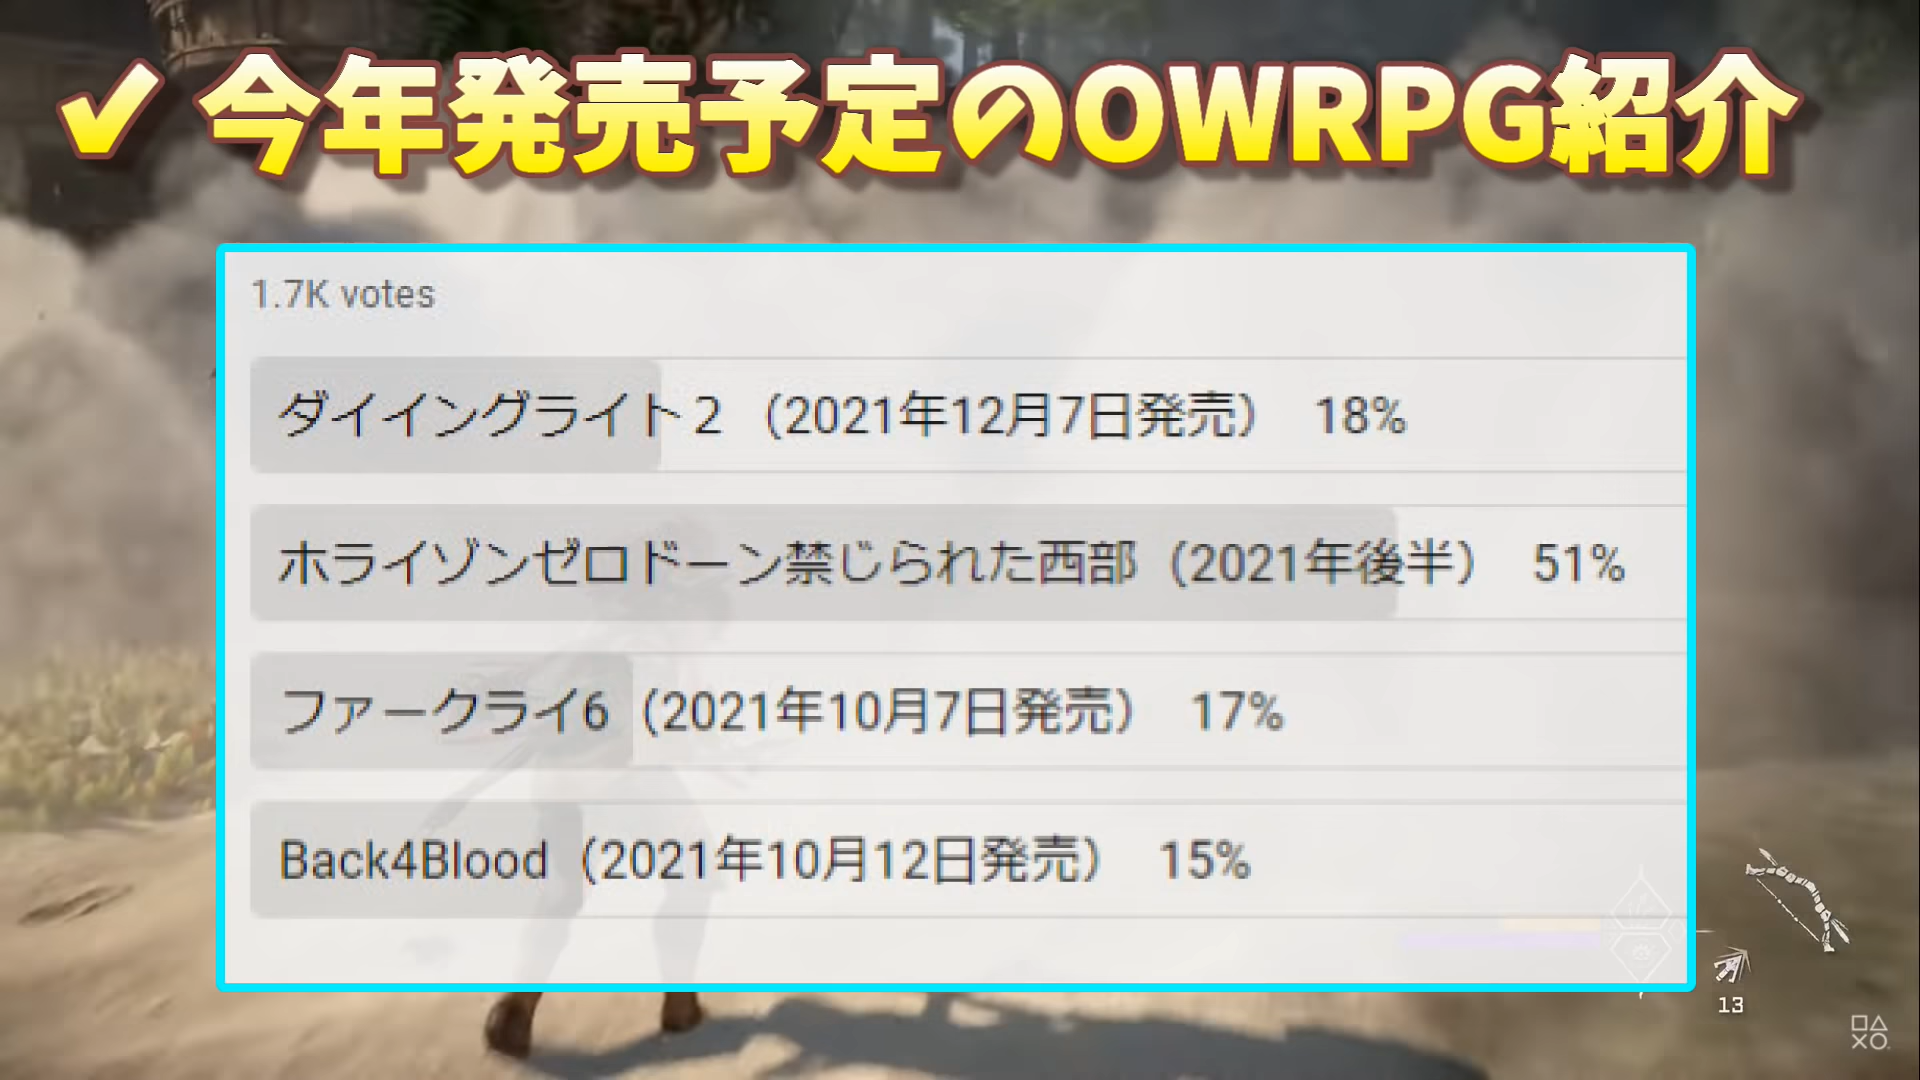 ✓今年発売予定のOWRPG紹介
1.7K votes
ダイイングライト2 （2021年12月7日発売） 18%
ホライゾンゼロドーン禁じられた西部（2021年後半） 51%
ファークライ6（2021年10月7日発売） 17%
Back4Blood（2021年10月12日発売） 15%
13